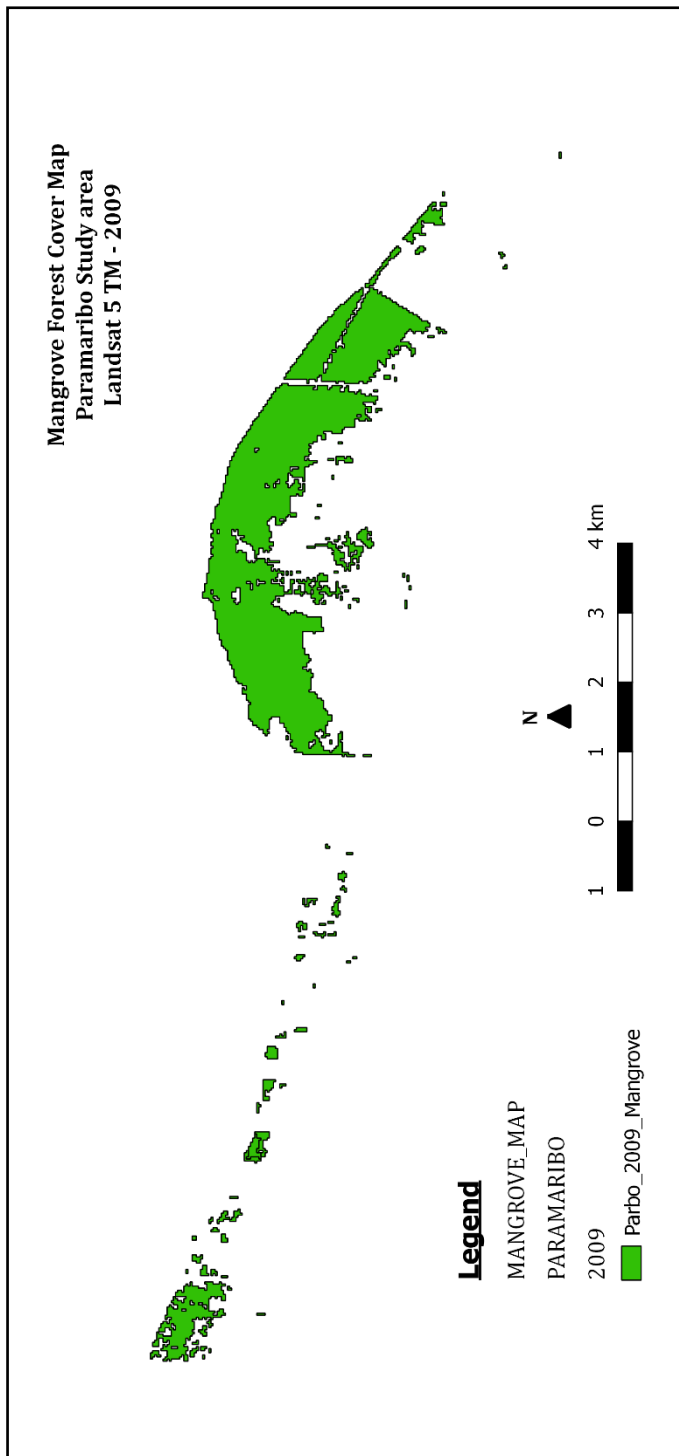 Mangrove Forest Cover Map
Paramaribo Study area
Landsat 5 TM - 2009
N
1 0 1 2 3 4 km
Legend
MANGROVE_MAP
PARAMARIBO
2009
Parbo_2009_Mangrove